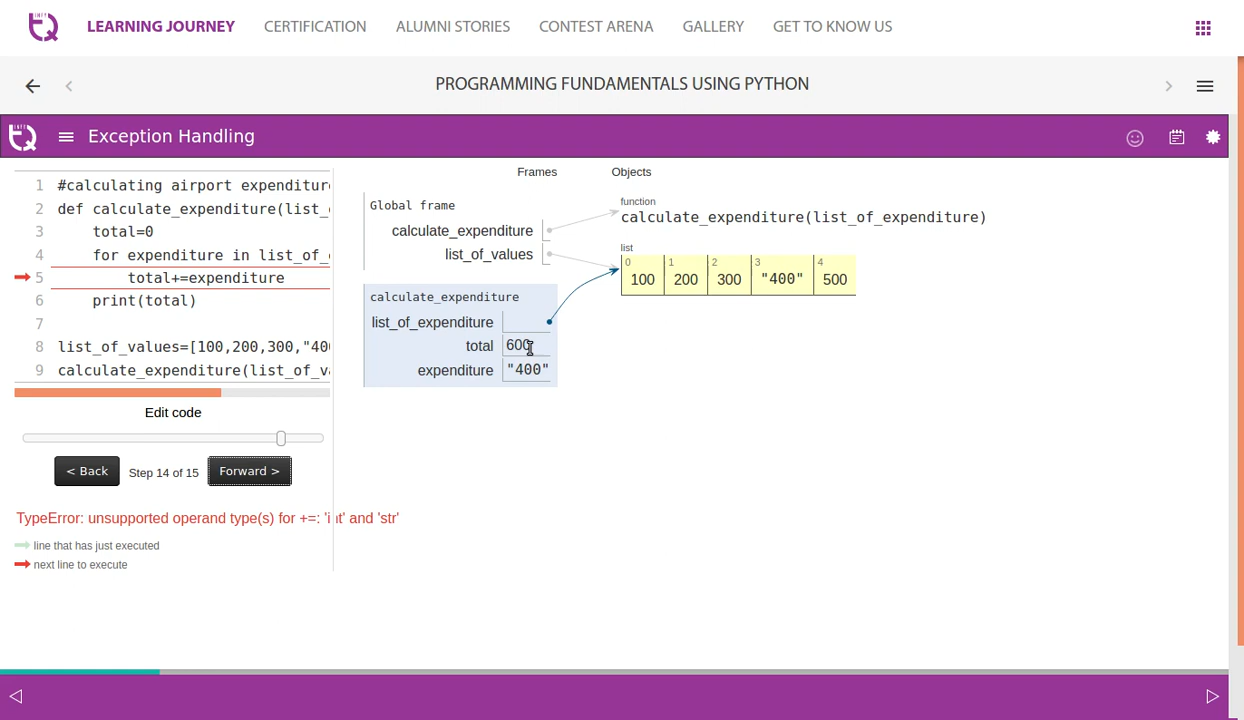 LEARNING JOURNEY CERTIFICATION ALUMNI STORIES CONTEST ARENA GALLERY GET TO KNOW US
PROGRAMMING FUNDAMENTALS USING PYTHON
Exception Handling
1 #calculating airport expenditur
2 def calculate_expenditure(list_
3 total=0
4 for expenditure in list_of_
5 total+=expenditure
6 print(total)
7
8 list_of_values=[100,200,300,"40
9 calculate_expenditure(list_of_v
Edit code
< Back Step 14 of 15 Forward >
TypeError: unsupported operand type(s) for +=: 'int' and 'str'
line that has just executed
next line to execute
Frames Objects
Global frame
calculate_expenditure
list_of_values
function
calculate_expenditure(list_of_expenditure)
list
0 1 2 3 4
100 200 300 "400" 500
calculate_expenditure
list_of_expenditure
total 600
expenditure "400"